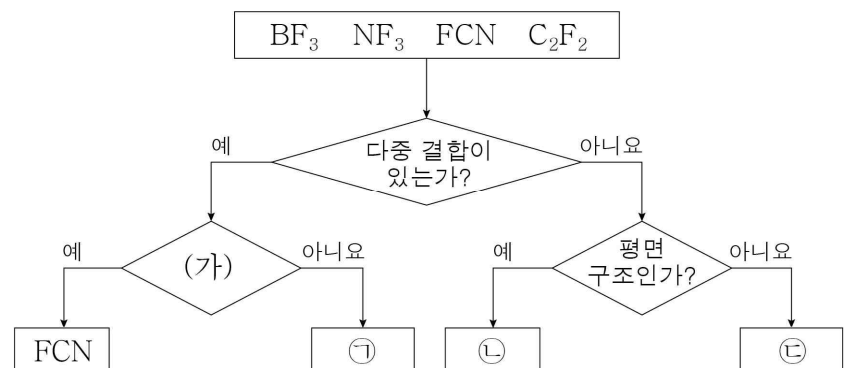 BF₃ NF₃ FCN C₂F₂
다중 결합이
있는가?
예
아니요
(가)
예
아니요
평면
구조인가?
예
아니요
FCN
㉠
㉡
㉢